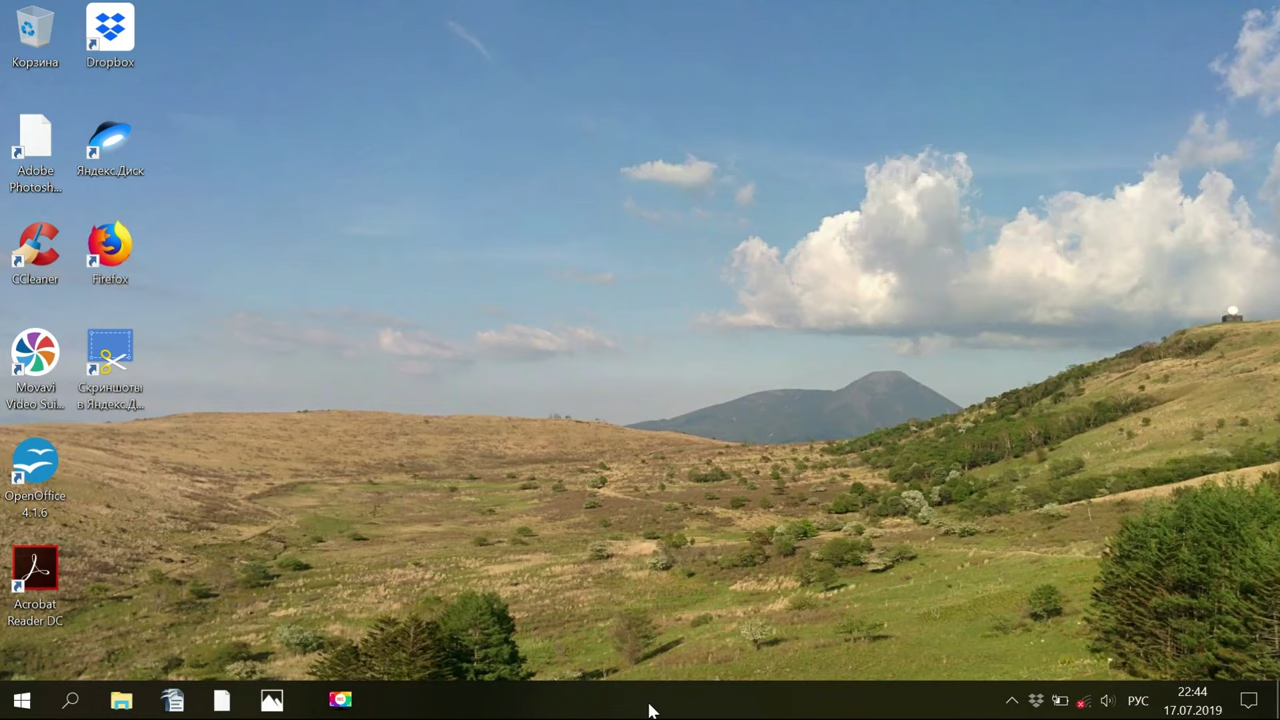 Корзина
Dropbox
Adobe
Photosh...
Яндекс.Диск
CCleaner
Firefox
Movavi
Video Sui...
Скриншоты
в Яндекс.Д...
OpenOffice
4.1.6
Acrobat
Reader DC
РУС
22:44
17.07.2019